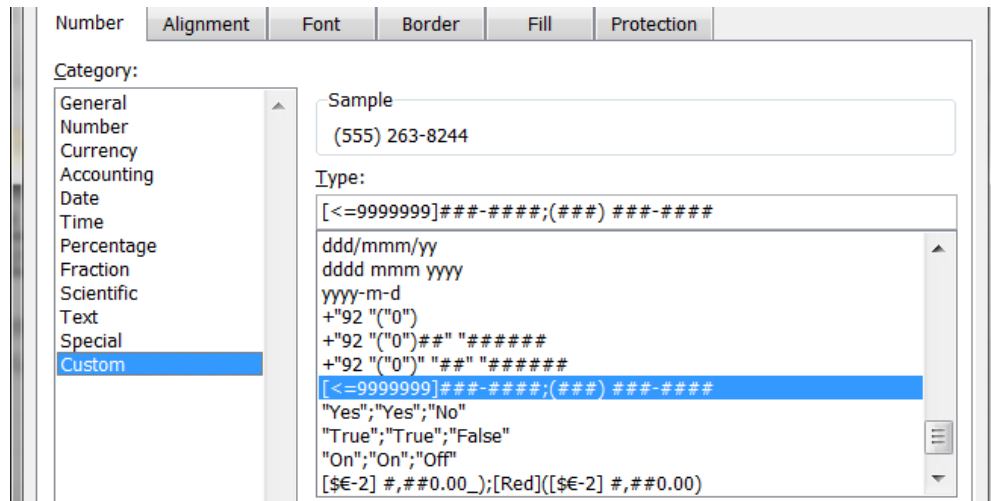 Number Alignment Font Border Fill Protection
Category:
General
Number
Currency
Accounting
Date
Time
Percentage
Fraction
Scientific
Text
Special
Custom
Sample
(555) 263-8244
Type:
[<=9999999]###-####;(###) ###-####
ddd/mmm/yy
dddd mmm yyyy
yyyy-m-d
+"92 "("0")
+"92 "("0")##" "######
+"92 "("0")" "##" "######
[<=9999999]###-####;(###) ###-####
"Yes";"Yes";"No"
"True";"True";"False"
"On";"On";"Off"
[$€-2] #,##0.00_);[Red]([$€-2] #,##0.00)